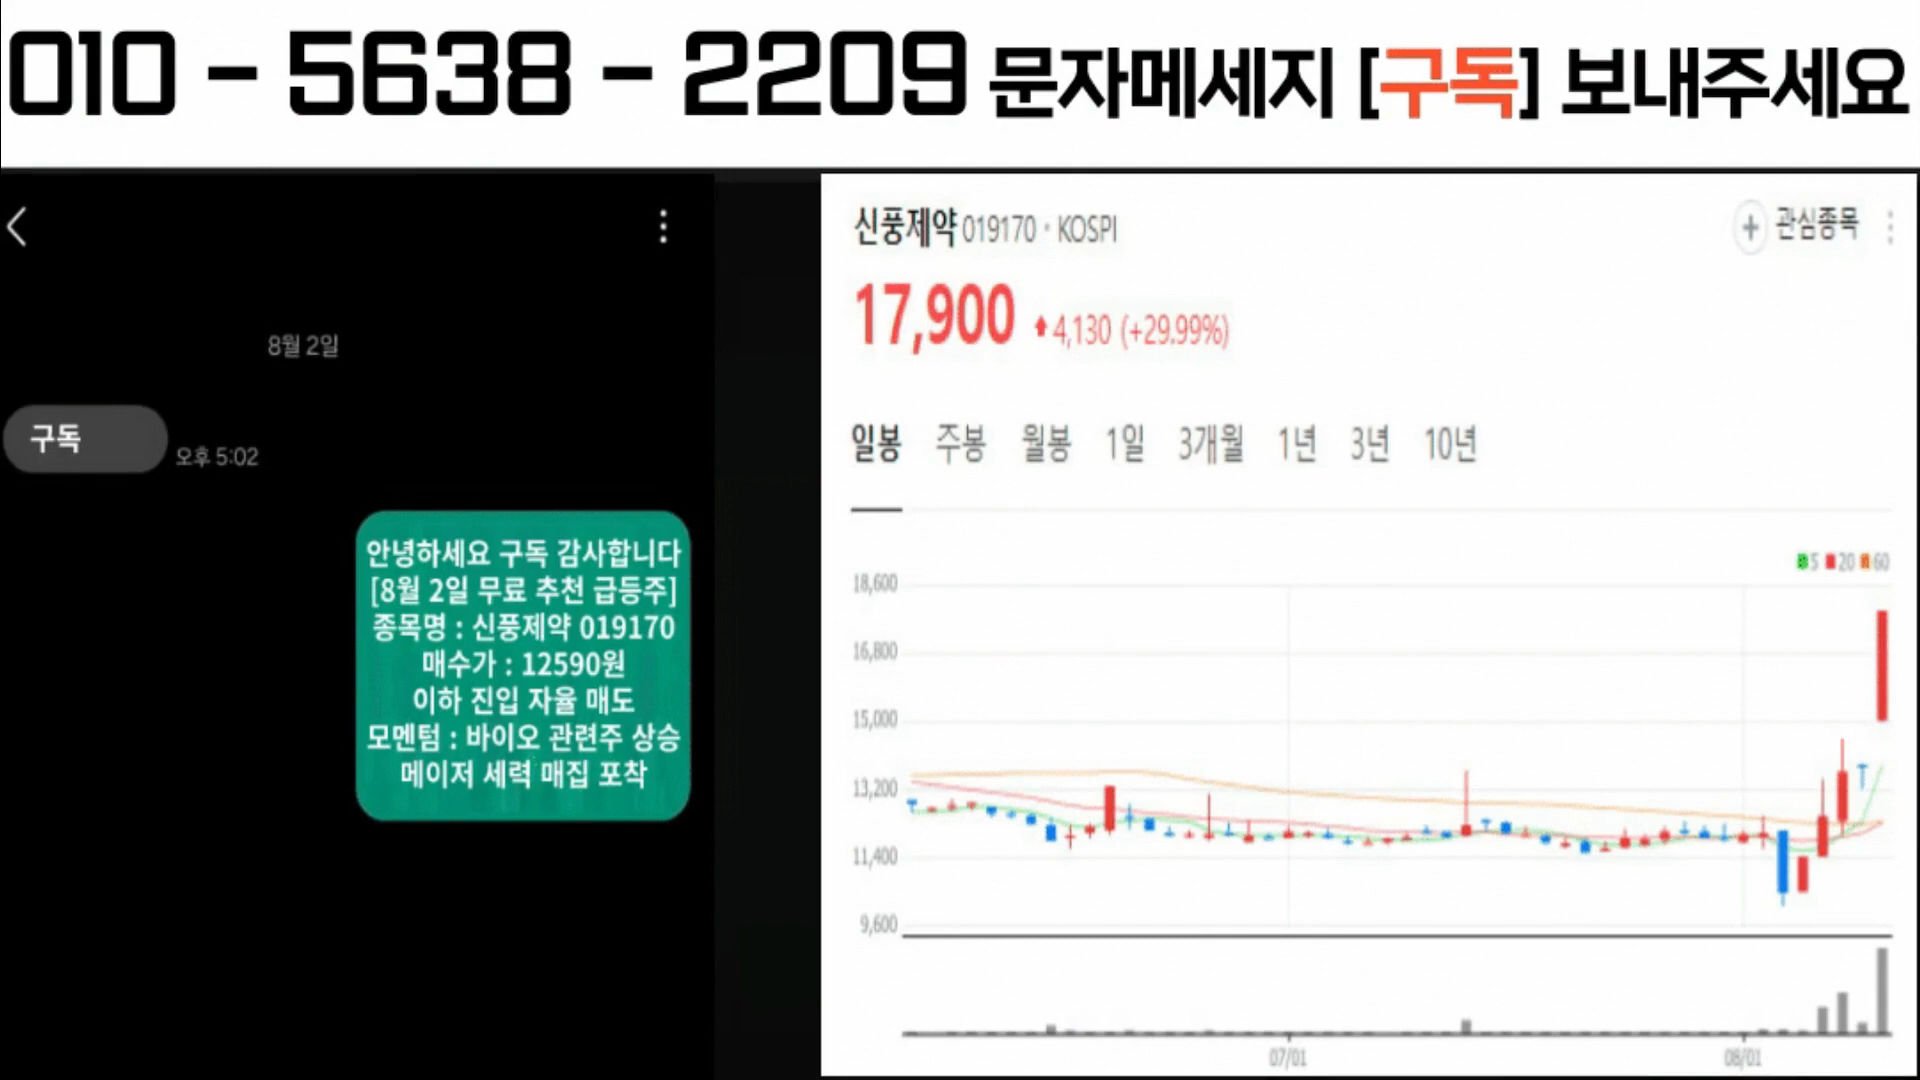 010 - 5638 - 2209 문자메세지 [구독] 보내주세요
8월 2일
구독
오후 5:02
안녕하세요 구독 감사합니다
[8월 2일 무료 추천 급등주]
종목명 : 신풍제약 019170
매수가 : 12590원
이하 진입 자율 매도
모멘텀 : 바이오 관련주 상승
메이저 세력 매집 포착
신풍제약 019170 · KOSPI
+ 관심종목
17,900 4,130 (+29.99%)
일봉 주봉 월봉 1일 3개월 1년 3년 10년
5 20 60
18,600
16,800
15,000
13,200
11,400
9,600
07/01 08/01